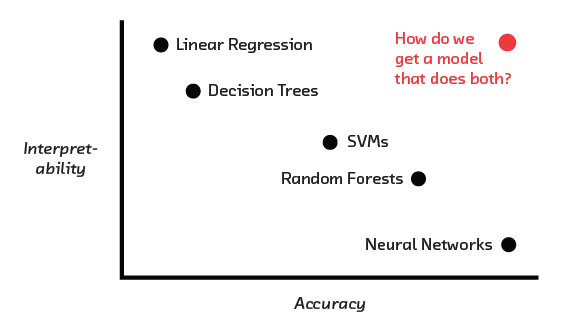 Linear Regression
How do we
get a model
that does both?
Decision Trees
Interpret-
ability
SVMs
Random Forests
Neural Networks
Accuracy